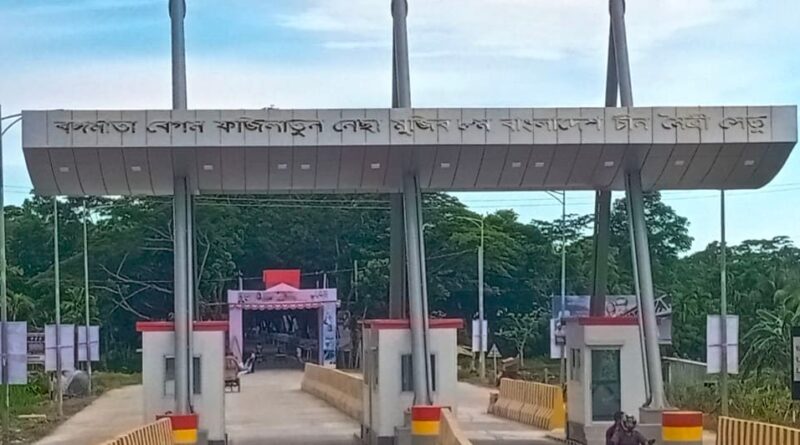 বঙ্গমাতা বেগম ফজিলাতুন নেছা মুজিব ৮ম বাংলাদেশ চীন মৈত্রী সেতু